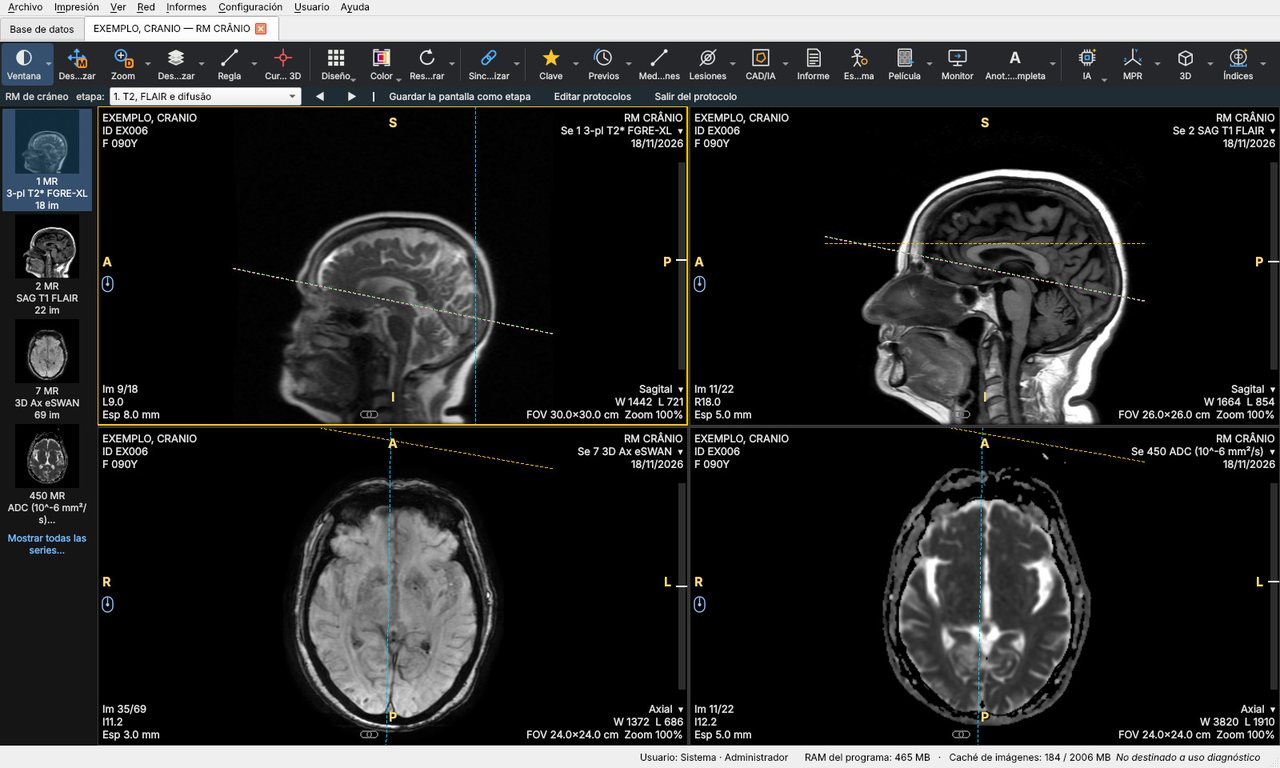 Archivo Impresión Ver Red Informes Configuración Usuario Ayuda
Base de datos EXEMPLO, CRANIO — RM CRÂNIO
Ventana Des...zar Zoom Des...zar Regla Cur... 3D Diseño Color Res...rar Sinc...izar Clave Previos Med...nes Lesiones CAD/IA Informe Es...ma Película Monitor Anot....mpleta IA MPR 3D Índices
RM de cráneo etapa: 1. T2, FLAIR e difusão Guardar la pantalla como etapa Editar protocolos Salir del protocolo
1 MR
3-pl T2* FGRE-XL
18 im
2 MR
SAG T1 FLAIR
22 im
7 MR
3D Ax eSWAN
69 im
450 MR
ADC (10^-6 mm²/
s)...
Mostrar todas las
series...
EXEMPLO, CRANIO
ID EX006
F 090Y
S
RM CRÂNIO
Se 1 3-pl T2* FGRE-XL
18/11/2026
A
P
Im 9/18
L9.0
Esp 8.0 mm
I
Sagital
W 1442 L 721
FOV 30.0×30.0 cm Zoom 100%
EXEMPLO, CRANIO
ID EX006
F 090Y
S
RM CRÂNIO
Se 2 SAG T1 FLAIR
18/11/2026
A
P
Im 11/22
R18.0
Esp 5.0 mm
I
Sagital
W 1664 L 854
FOV 26.0×26.0 cm Zoom 100%
EXEMPLO, CRANIO
ID EX006
F 090Y
A
RM CRÂNIO
Se 7 3D Ax eSWAN
18/11/2026
R
L
Im 35/69
I11.2
Esp 3.0 mm
P
Axial
W 1372 L 686
FOV 24.0×24.0 cm Zoom 100%
EXEMPLO, CRANIO
ID EX006
F 090Y
A
RM CRÂNIO
Se 450 ADC (10^-6 mm²/s)
18/11/2026
R
L
Im 11/22
I12.2
Esp 5.0 mm
P
Axial
W 3820 L 1910
FOV 24.0×24.0 cm Zoom 100%
Usuario: Sistema · Administrador RAM del programa: 465 MB · Caché de imágenes: 184 / 2006 MB No destinado a uso diagnóstico